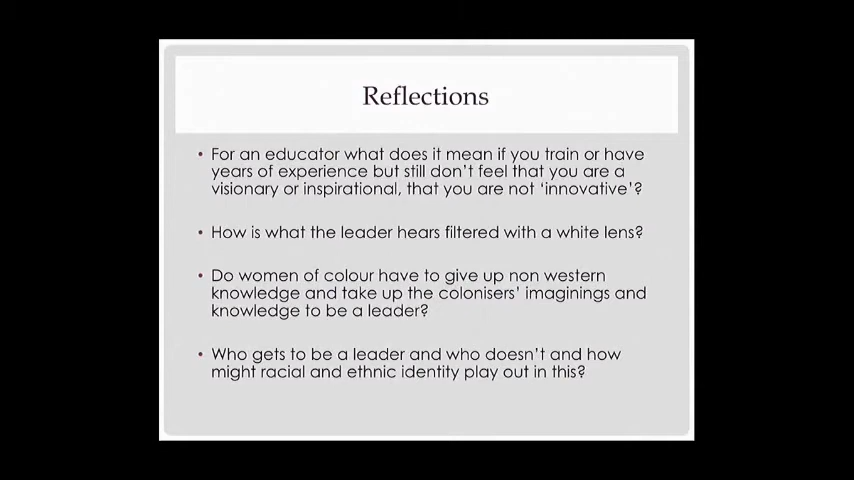 Reflections
• For an educator what does it mean if you train or have
years of experience but still don't feel that you are a
visionary or inspirational, that you are not 'innovative'?
• How is what the leader hears filtered with a white lens?
• Do women of colour have to give up non western
knowledge and take up the colonisers' imaginings and
knowledge to be a leader?
• Who gets to be a leader and who doesn't and how
might racial and ethnic identity play out in this?